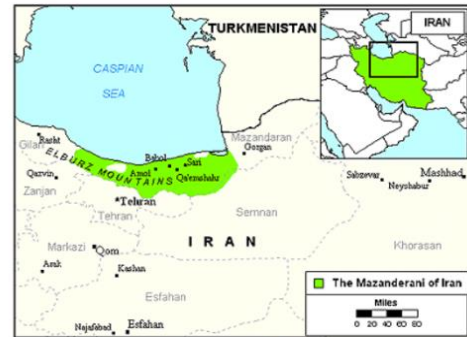 TURKMENISTAN
IRAN
CASPIAN
SEA
Mazandaran
Gorgan
Rasht
Gilan
ELBURZ MOUNTAINS
Babol
Sari
Amol
Qa'emshahr
Qazvin
Zanjan
Tehran
Tehran
Sabzevar
Neyshabur
Mashhad
Semnan
IRAN
Khorasan
Markazi
Qom
Arak
Kashan
Esfahan
Najafabad
Esfahan
The Mazanderani of Iran
Miles
0 20 40 60 80